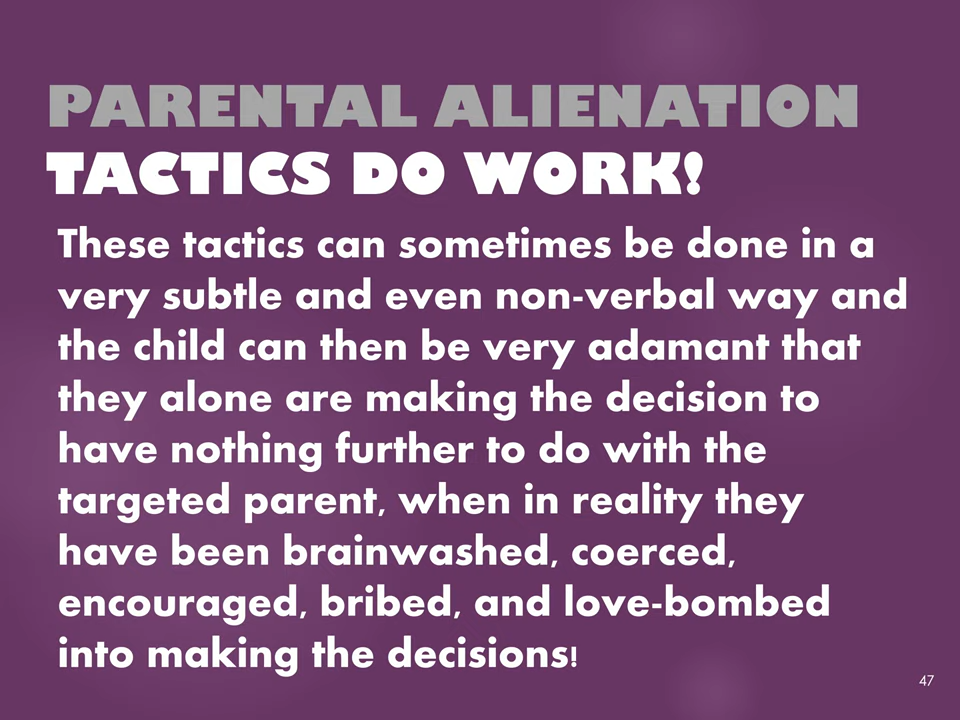 PARENTAL ALIENATION
TACTICS DO WORK!
These tactics can sometimes be done in a
very subtle and even non-verbal way and
the child can then be very adamant that
they alone are making the decision to
have nothing further to do with the
targeted parent, when in reality they
have been brainwashed, coerced,
encouraged, bribed, and love-bombed
into making the decisions!
47